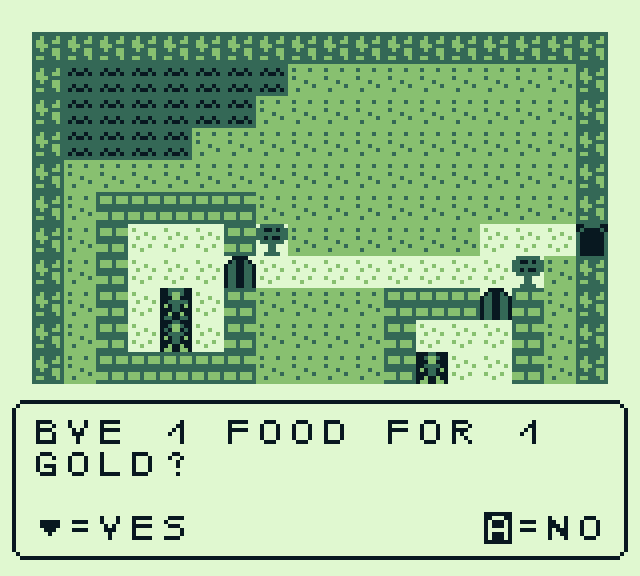 BYE 1 FOOD FOR 1
GOLD?
♥=YES A=NO